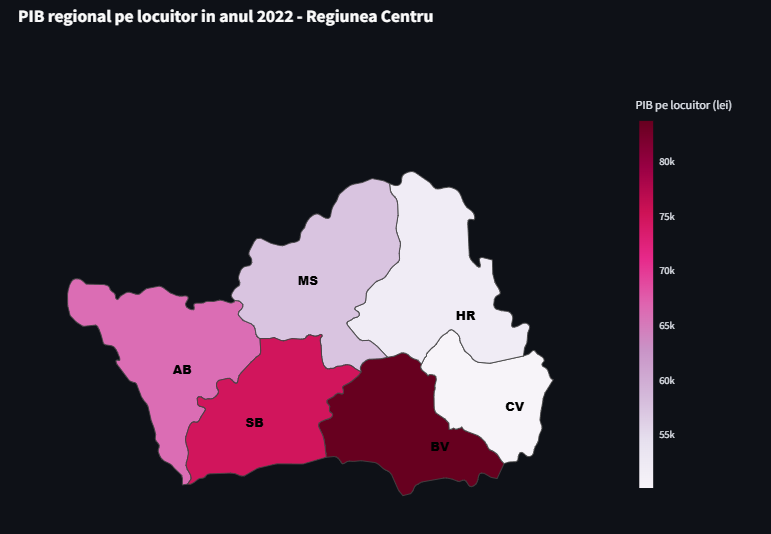 PIB regional pe locuitor in anul 2022 - Regiunea Centru
PIB pe locuitor (lei)
80k
75k
70k
65k
60k
55k
MS
HR
AB
CV
SB
BV